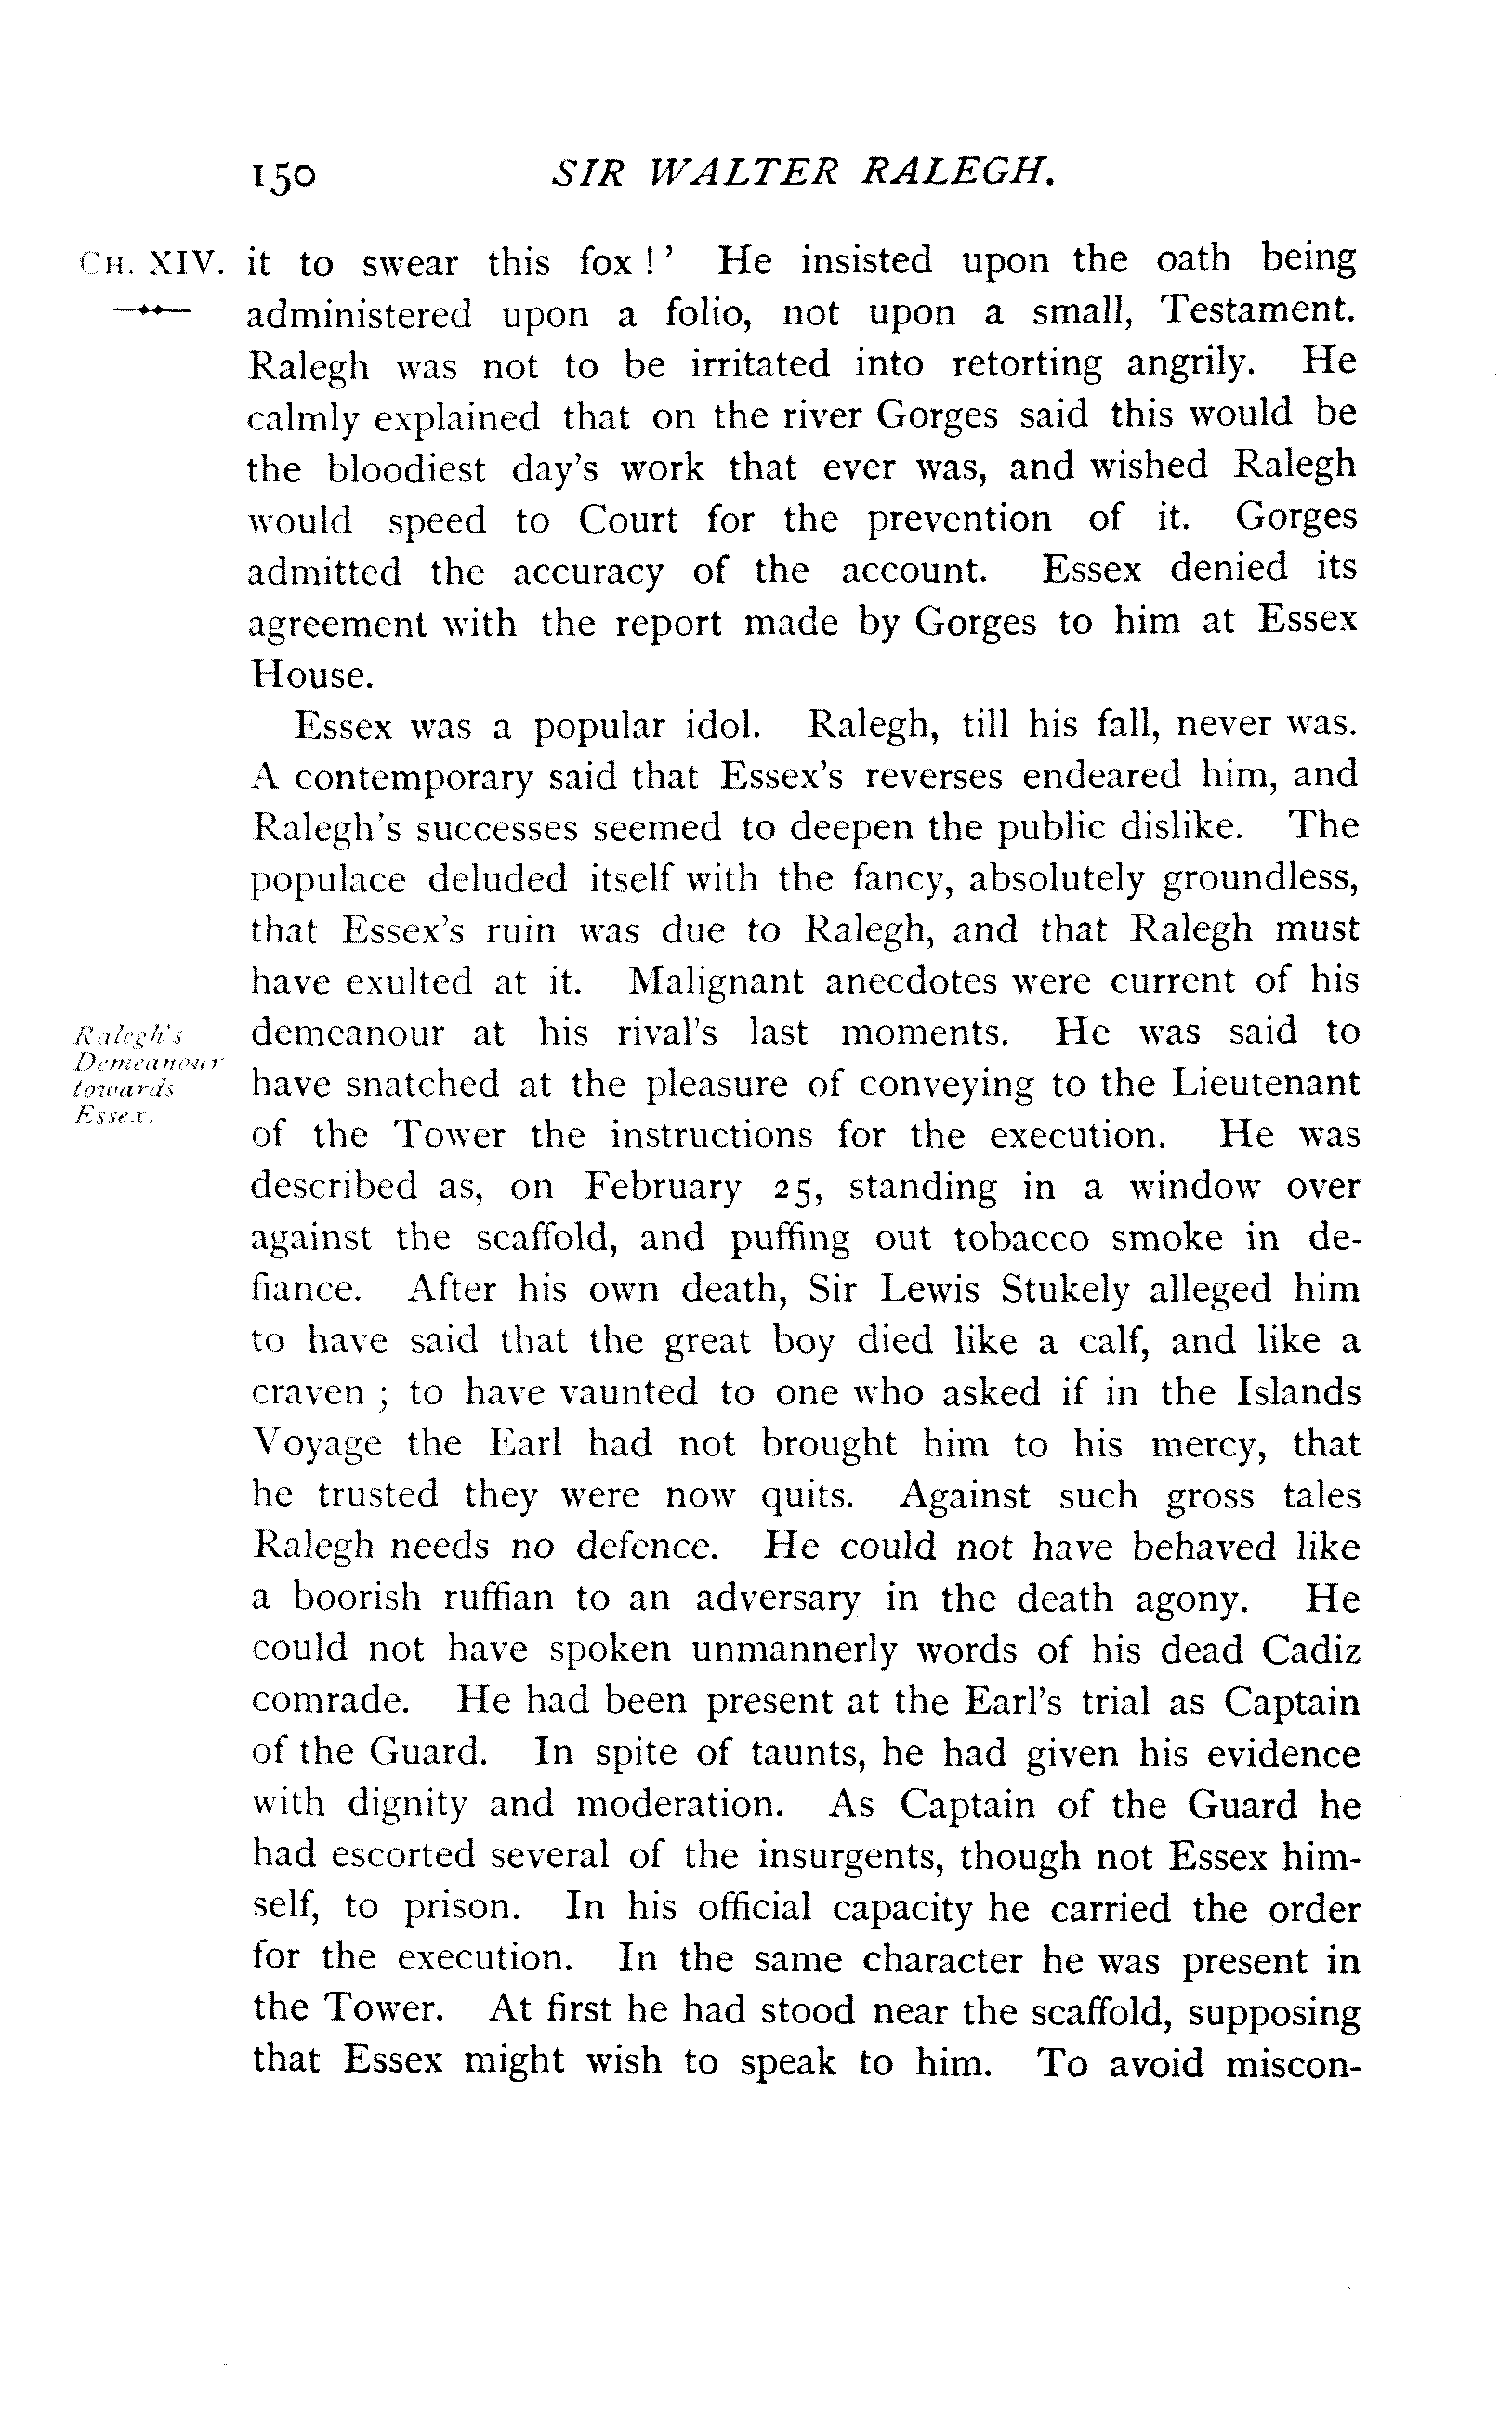 150 SIR WALTER RALEGH.
CH. XIV. it to swear this fox!' He insisted upon the oath being
administered upon a folio, not upon a small, Testament.
Ralegh was not to be irritated into retorting angrily. He
calmly explained that on the river Gorges said this would be
the bloodiest day's work that ever was, and wished Ralegh
would speed to Court for the prevention of it. Gorges
admitted the accuracy of the account. Essex denied its
agreement with the report made by Gorges to him at Essex
House.
Essex was a popular idol. Ralegh, till his fall, never was.
A contemporary said that Essex's reverses endeared him, and
Ralegh's successes seemed to deepen the public dislike. The
populace deluded itself with the fancy, absolutely groundless,
that Essex's ruin was due to Ralegh, and that Ralegh must
have exulted at it. Malignant anecdotes were current of his
Ralegh's
Demeanour
towards
Essex.
demeanour at his rival's last moments. He was said to
have snatched at the pleasure of conveying to the Lieutenant
of the Tower the instructions for the execution. He was
described as, on February 25, standing in a window over
against the scaffold, and puffing out tobacco smoke in de-
fiance. After his own death, Sir Lewis Stukely alleged him
to have said that the great boy died like a calf, and like a
craven ; to have vaunted to one who asked if in the Islands
Voyage the Earl had not brought him to his mercy, that
he trusted they were now quits. Against such gross tales
Ralegh needs no defence. He could not have behaved like
a boorish ruffian to an adversary in the death agony. He
could not have spoken unmannerly words of his dead Cadiz
comrade. He had been present at the Earl's trial as Captain
of the Guard. In spite of taunts, he had given his evidence
with dignity and moderation. As Captain of the Guard he
had escorted several of the insurgents, though not Essex him-
self, to prison. In his official capacity he carried the order
for the execution. In the same character he was present in
the Tower. At first he had stood near the scaffold, supposing
that Essex might wish to speak to him. To avoid miscon-